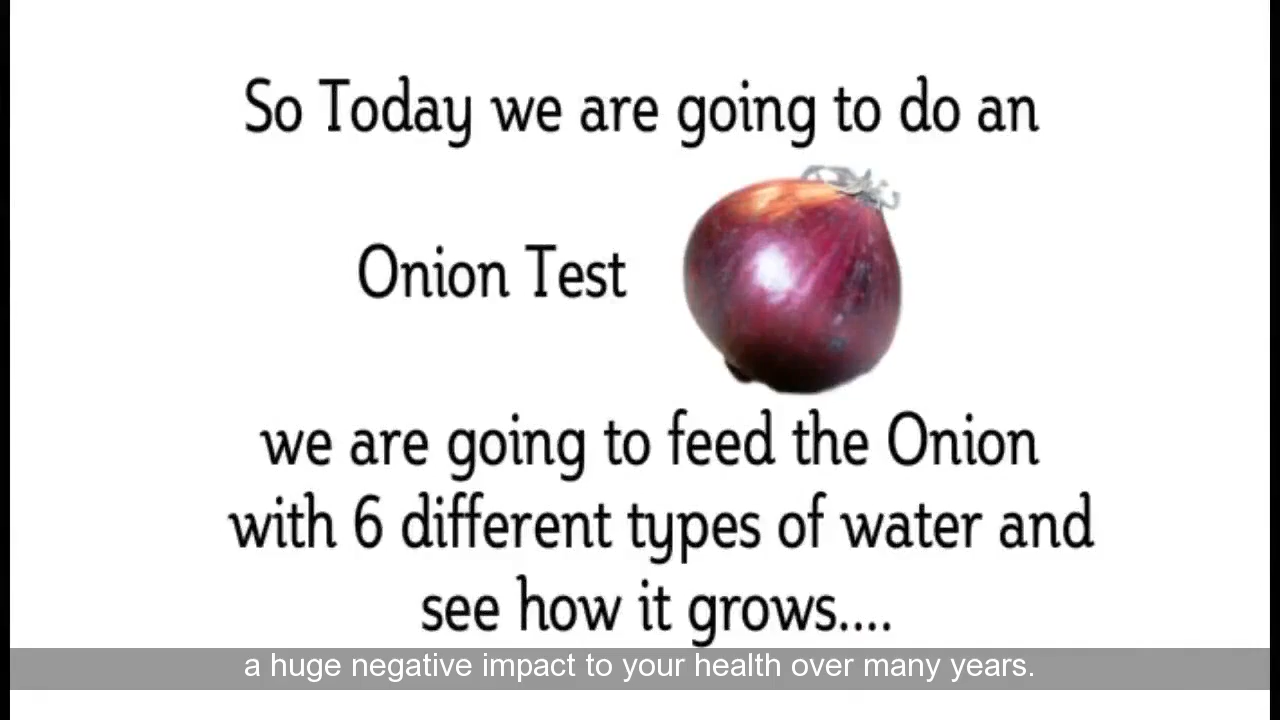 So Today we are going to do an
Onion Test
we are going to feed the Onion
with 6 different types of water and
see how it grows....
a huge negative impact to your health over many years.